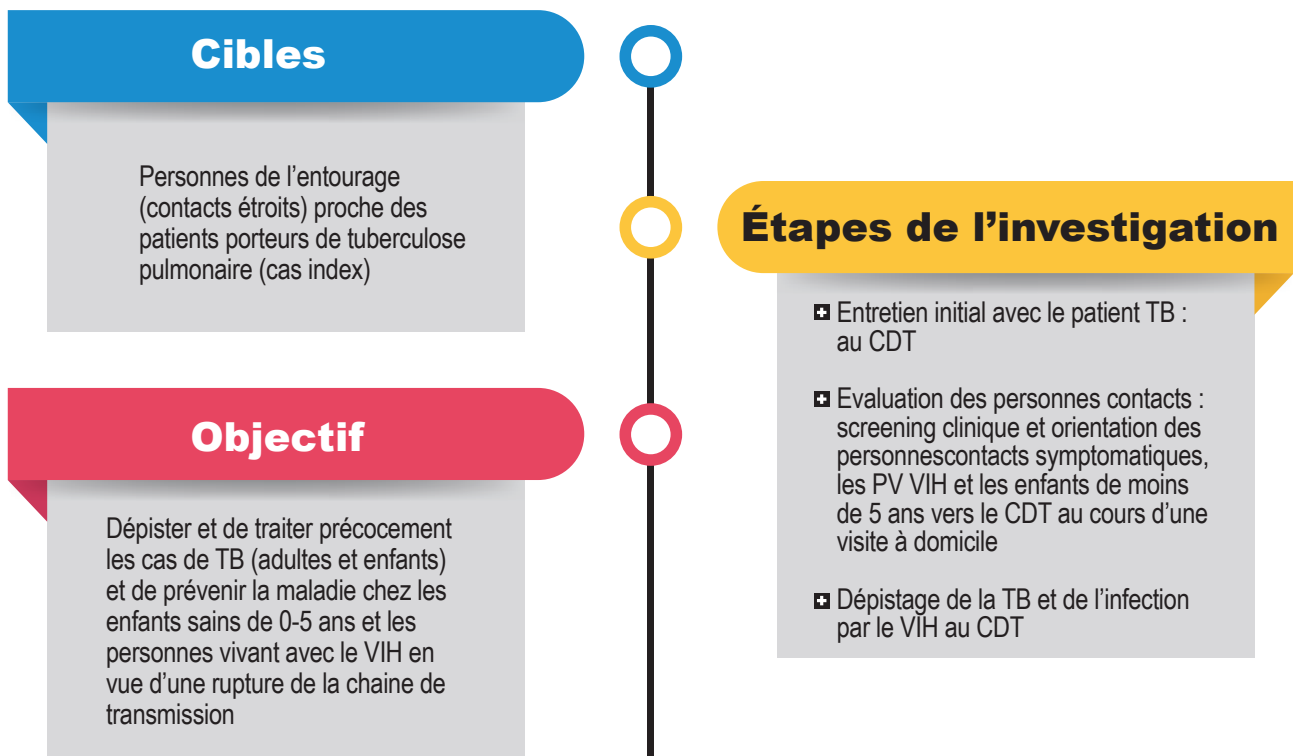 Cibles
Personnes de l’entourage
(contacts étroits) proche des
patients porteurs de tuberculose
pulmonaire (cas index)
Étapes de l’investigation
Entretien initial avec le patient TB :
au CDT
Evaluation des personnes contacts :
screening clinique et orientation des
personnescontacts symptomatiques,
les PV VIH et les enfants de moins
de 5 ans vers le CDT au cours d’une
visite à domicile
Dépistage de la TB et de l’infection
par le VIH au CDT
Objectif
Dépister et de traiter précocement
les cas de TB (adultes et enfants)
et de prévenir la maladie chez les
enfants sains de 0-5 ans et les
personnes vivant avec le VIH en
vue d’une rupture de la chaine de
transmission